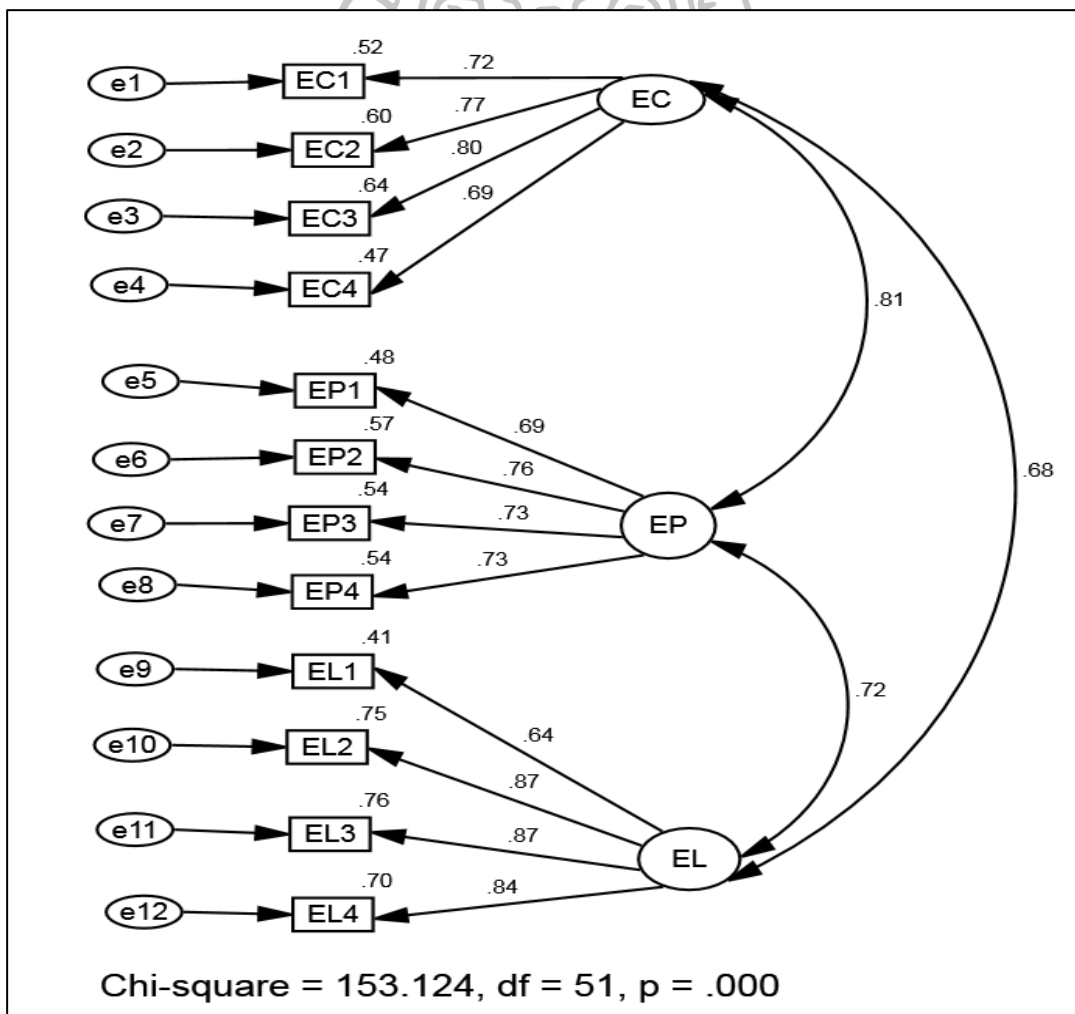 .52
e1 EC1 .72 EC
.60 .77
e2 EC2
.64 .80
e3 EC3 .69
.47
e4 EC4 .81
.48
e5 EP1
.57 .69
e6 EP2 .76 .68
.54
e7 EP3 .73 EP
.54 .73
e8 EP4
.41
e9 EL1
.75 .72
e10 EL2 .64
.76 .87
e11 EL3 .87
.70 .84 EL
e12 EL4
Chi-square = 153.124, df = 51, p = .000